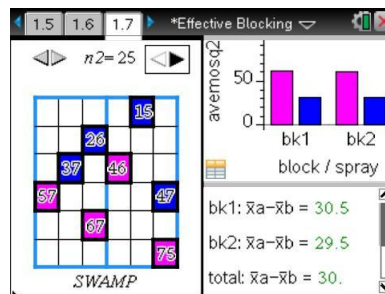 1.5 1.6 1.7 *Effective Blocking
n2= 25
15
26
37 46
57 47
67
75
SWAMP
avemosq2
50
0
bk1 bk2
block / spray
bk1: x̄a−x̄b = 30.5
bk2: x̄a−x̄b = 29.5
total: x̄a−x̄b = 30.